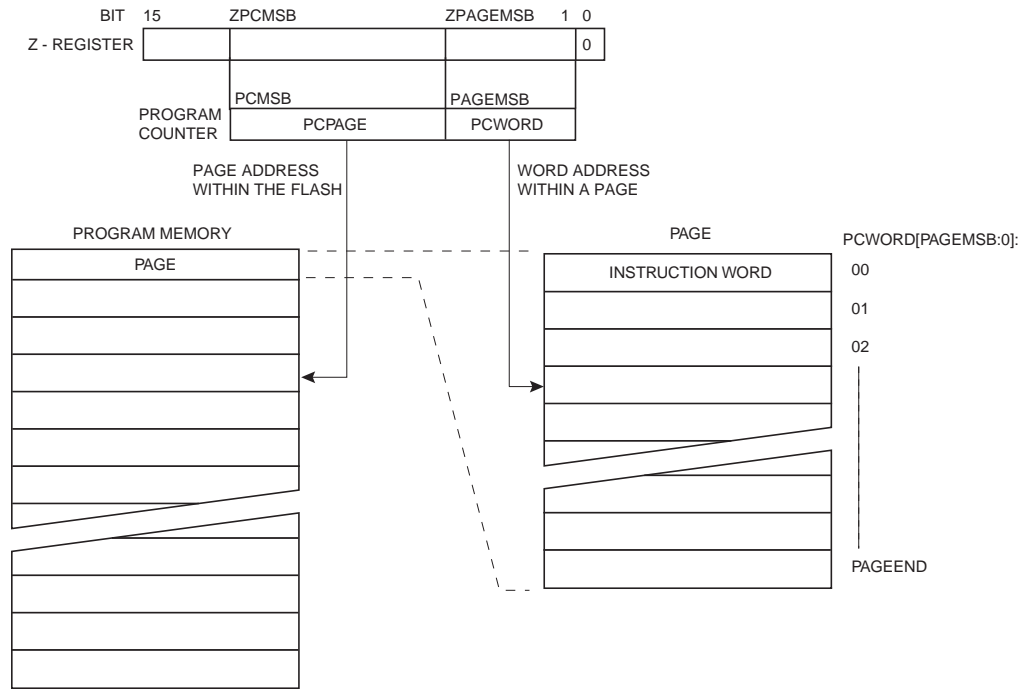 BIT 15 ZPCMSB ZPAGEMSB 1 0
Z - REGISTER 0
PCMSB PAGEMSB
PROGRAM
COUNTER
PCPAGE PCWORD
PAGE ADDRESS
WITHIN THE FLASH
WORD ADDRESS
WITHIN A PAGE
PROGRAM MEMORY
PAGE
PAGE
PCWORD[PAGEMSB:0]:
INSTRUCTION WORD 00
01
02
PAGEEND